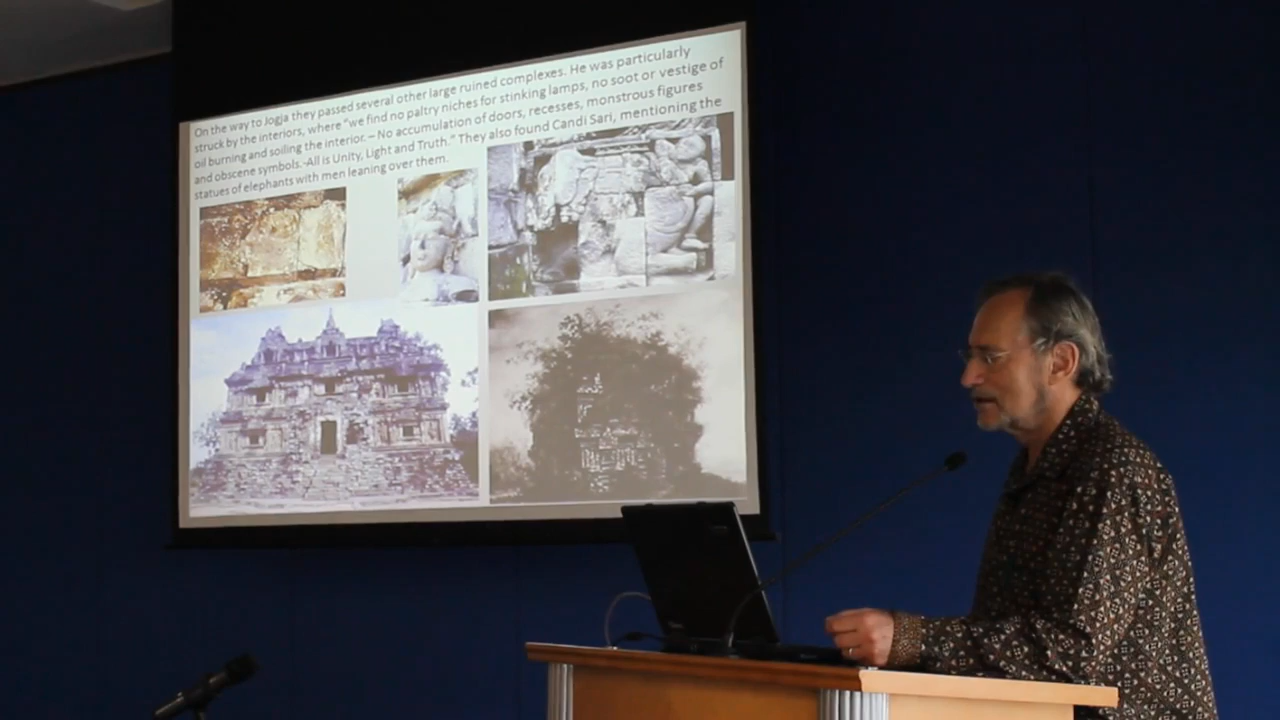 On the way to Jogja they passed several other large ruined complexes. He was particularly
struck by the interiors, where "we find no paltry niches for stinking lamps, no soot or vestige of
oil burning and soiling the interior. – No accumulation of doors, recesses, monstrous figures
and obscene symbols.-All is Unity, Light and Truth." They also found Candi Sari, mentioning the
statues of elephants with men leaning over them.